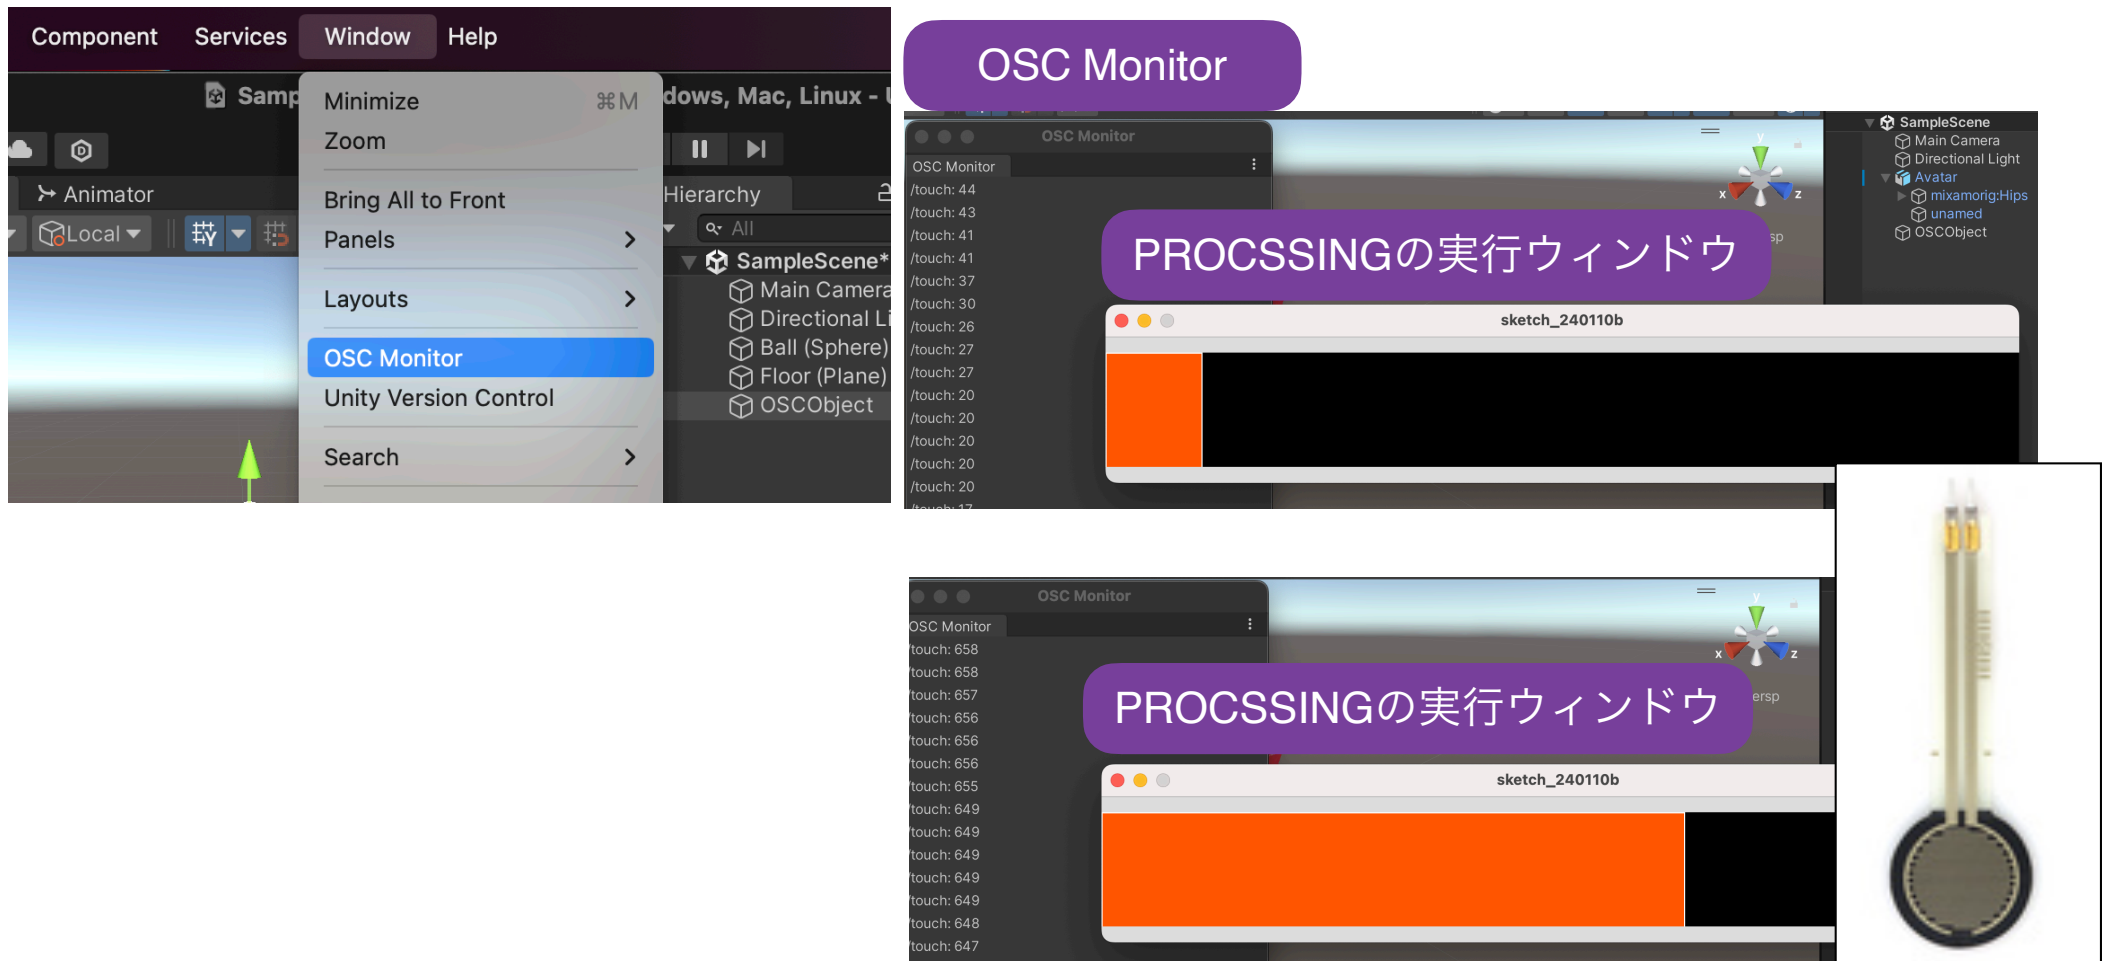 Component Services Window Help
Samp
dows, Mac, Linux -
Minimize ⌘M
Zoom
Bring All to Front
Panels
Layouts
OSC Monitor
Unity Version Control
Search
Animator
Local
Hierarchy
All
SampleScene*
Main Camera
Directional Li
Ball (Sphere)
Floor (Plane)
OSCObject
OSC Monitor
OSC Monitor
OSC Monitor
/touch: 44
/touch: 43
/touch: 41
/touch: 41
/touch: 37
/touch: 30
/touch: 26
/touch: 27
/touch: 27
/touch: 20
/touch: 20
/touch: 20
/touch: 20
/touch: 20
/touch: 17
y
x z
sp
PROCSSINGの実行ウィンドウ
sketch_240110b
SampleScene
Main Camera
Directional Light
Avatar
mixamorig:Hips
unamed
OSCObject
OSC Monitor
OSC Monitor
/touch: 658
/touch: 658
/touch: 657
/touch: 656
/touch: 656
/touch: 656
/touch: 655
/touch: 649
/touch: 649
/touch: 649
/touch: 649
/touch: 649
/touch: 648
/touch: 647
y
x z
ersp
PROCSSINGの実行ウィンドウ
sketch_240110b